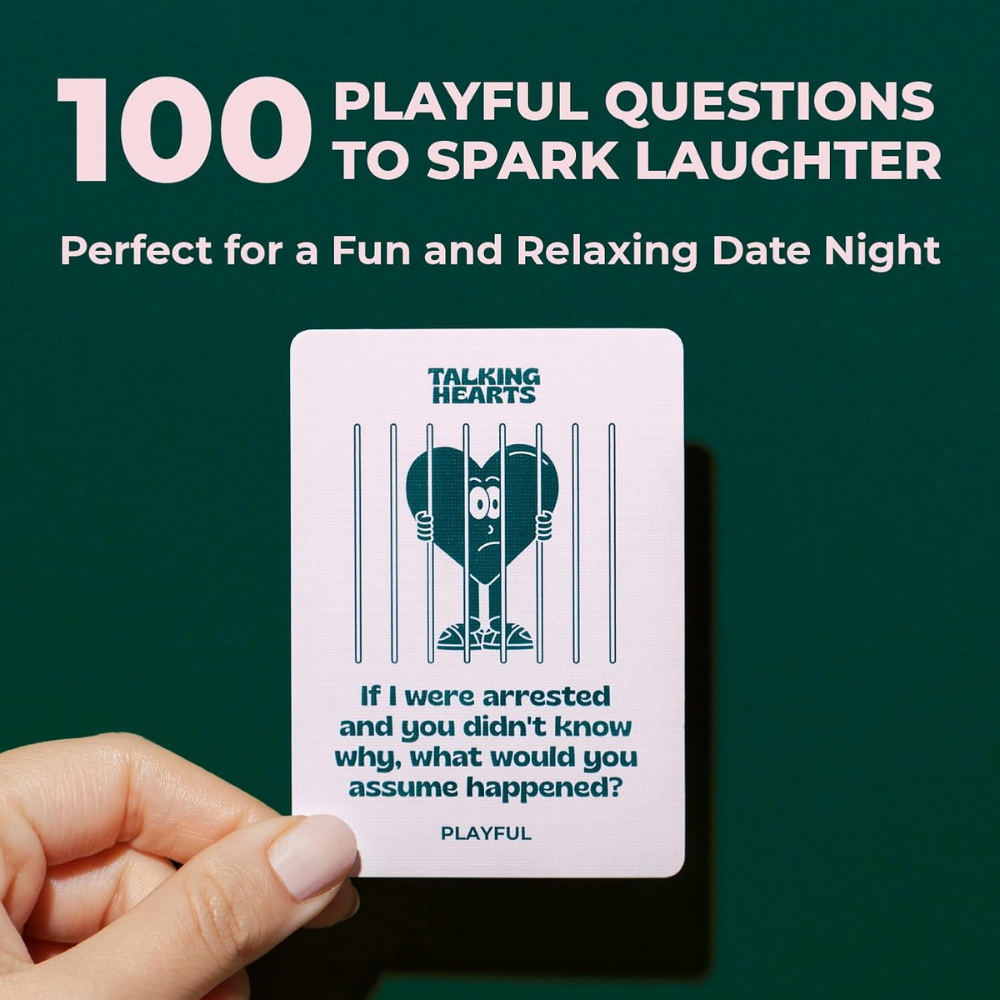 100 PLAYFUL QUESTIONS
TO SPARK LAUGHTER
Perfect for a Fun and Relaxing Date Night
TALKING
HEARTS
If I were arrested
and you didn't know
why, what would you
assume happened?
PLAYFUL